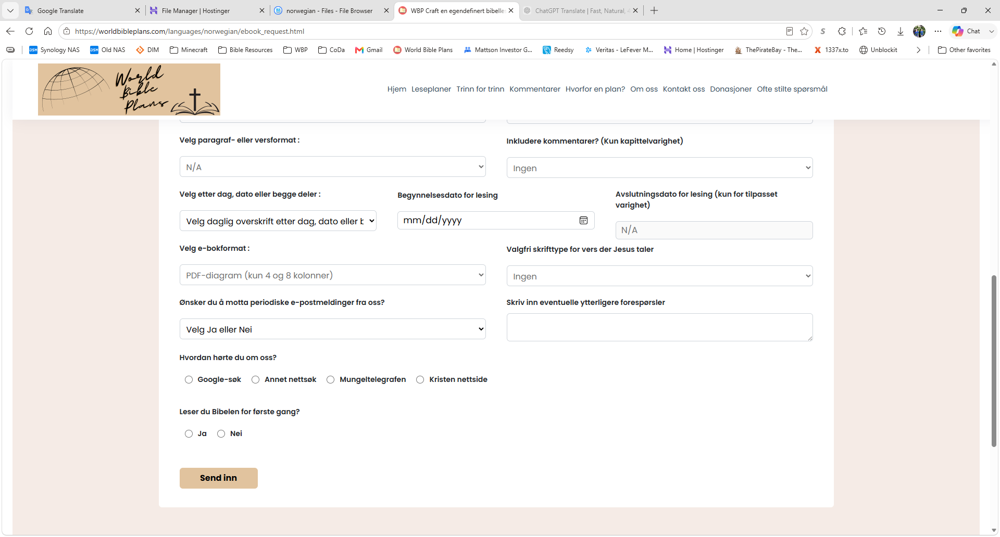 Google Translate
File Manager | Hostinger
norwegian - Files - File Browser
WBP Craft en egendefinert bibelle
ChatGPT Translate | Fast, Natural, 4
https://worldbibleplans.com/languages/norwegian/ebook_request.html
Chat
Synology NAS
Old NAS
DIM
Minecraft
Bible Resources
WBP
CoDa
Gmail
World Bible Plans
Mattson Investor G...
Reedsy
Veritas - LeFever M...
Home | Hostinger
ThePirateBay - The...
1337x.to
Unblockit
Other favorites
World
Bible
Plans
Hjem Leseplaner Trinn for trinn Kommentarer Hvorfor en plan? Om oss Kontakt oss Donasjoner Ofte stilte spørsmål
Velg paragraf- eller versformat :
N/A
Inkludere kommentarer? (Kun kapittelvarighet)
Ingen
Velg etter dag, dato eller begge deler :
Velg daglig overskrift etter dag, dato eller b
Begynnelsesdato for lesing
mm/dd/yyyy
Avslutningsdato for lesing (kun for tilpasset
varighet)
N/A
Velg e-bokformat :
PDF-diagram (kun 4 og 8 kolonner)
Valgfri skrifttype for vers der Jesus taler
Ingen
Ønsker du å motta periodiske e-postmeldinger fra oss?
Velg Ja eller Nei
Skriv inn eventuelle ytterligere forespørsler
Hvordan hørte du om oss?
Google-søk
Annet nettsøk
Mungeltelegrafen
Kristen nettside
Leser du Bibelen for første gang?
Ja
Nei
Send inn